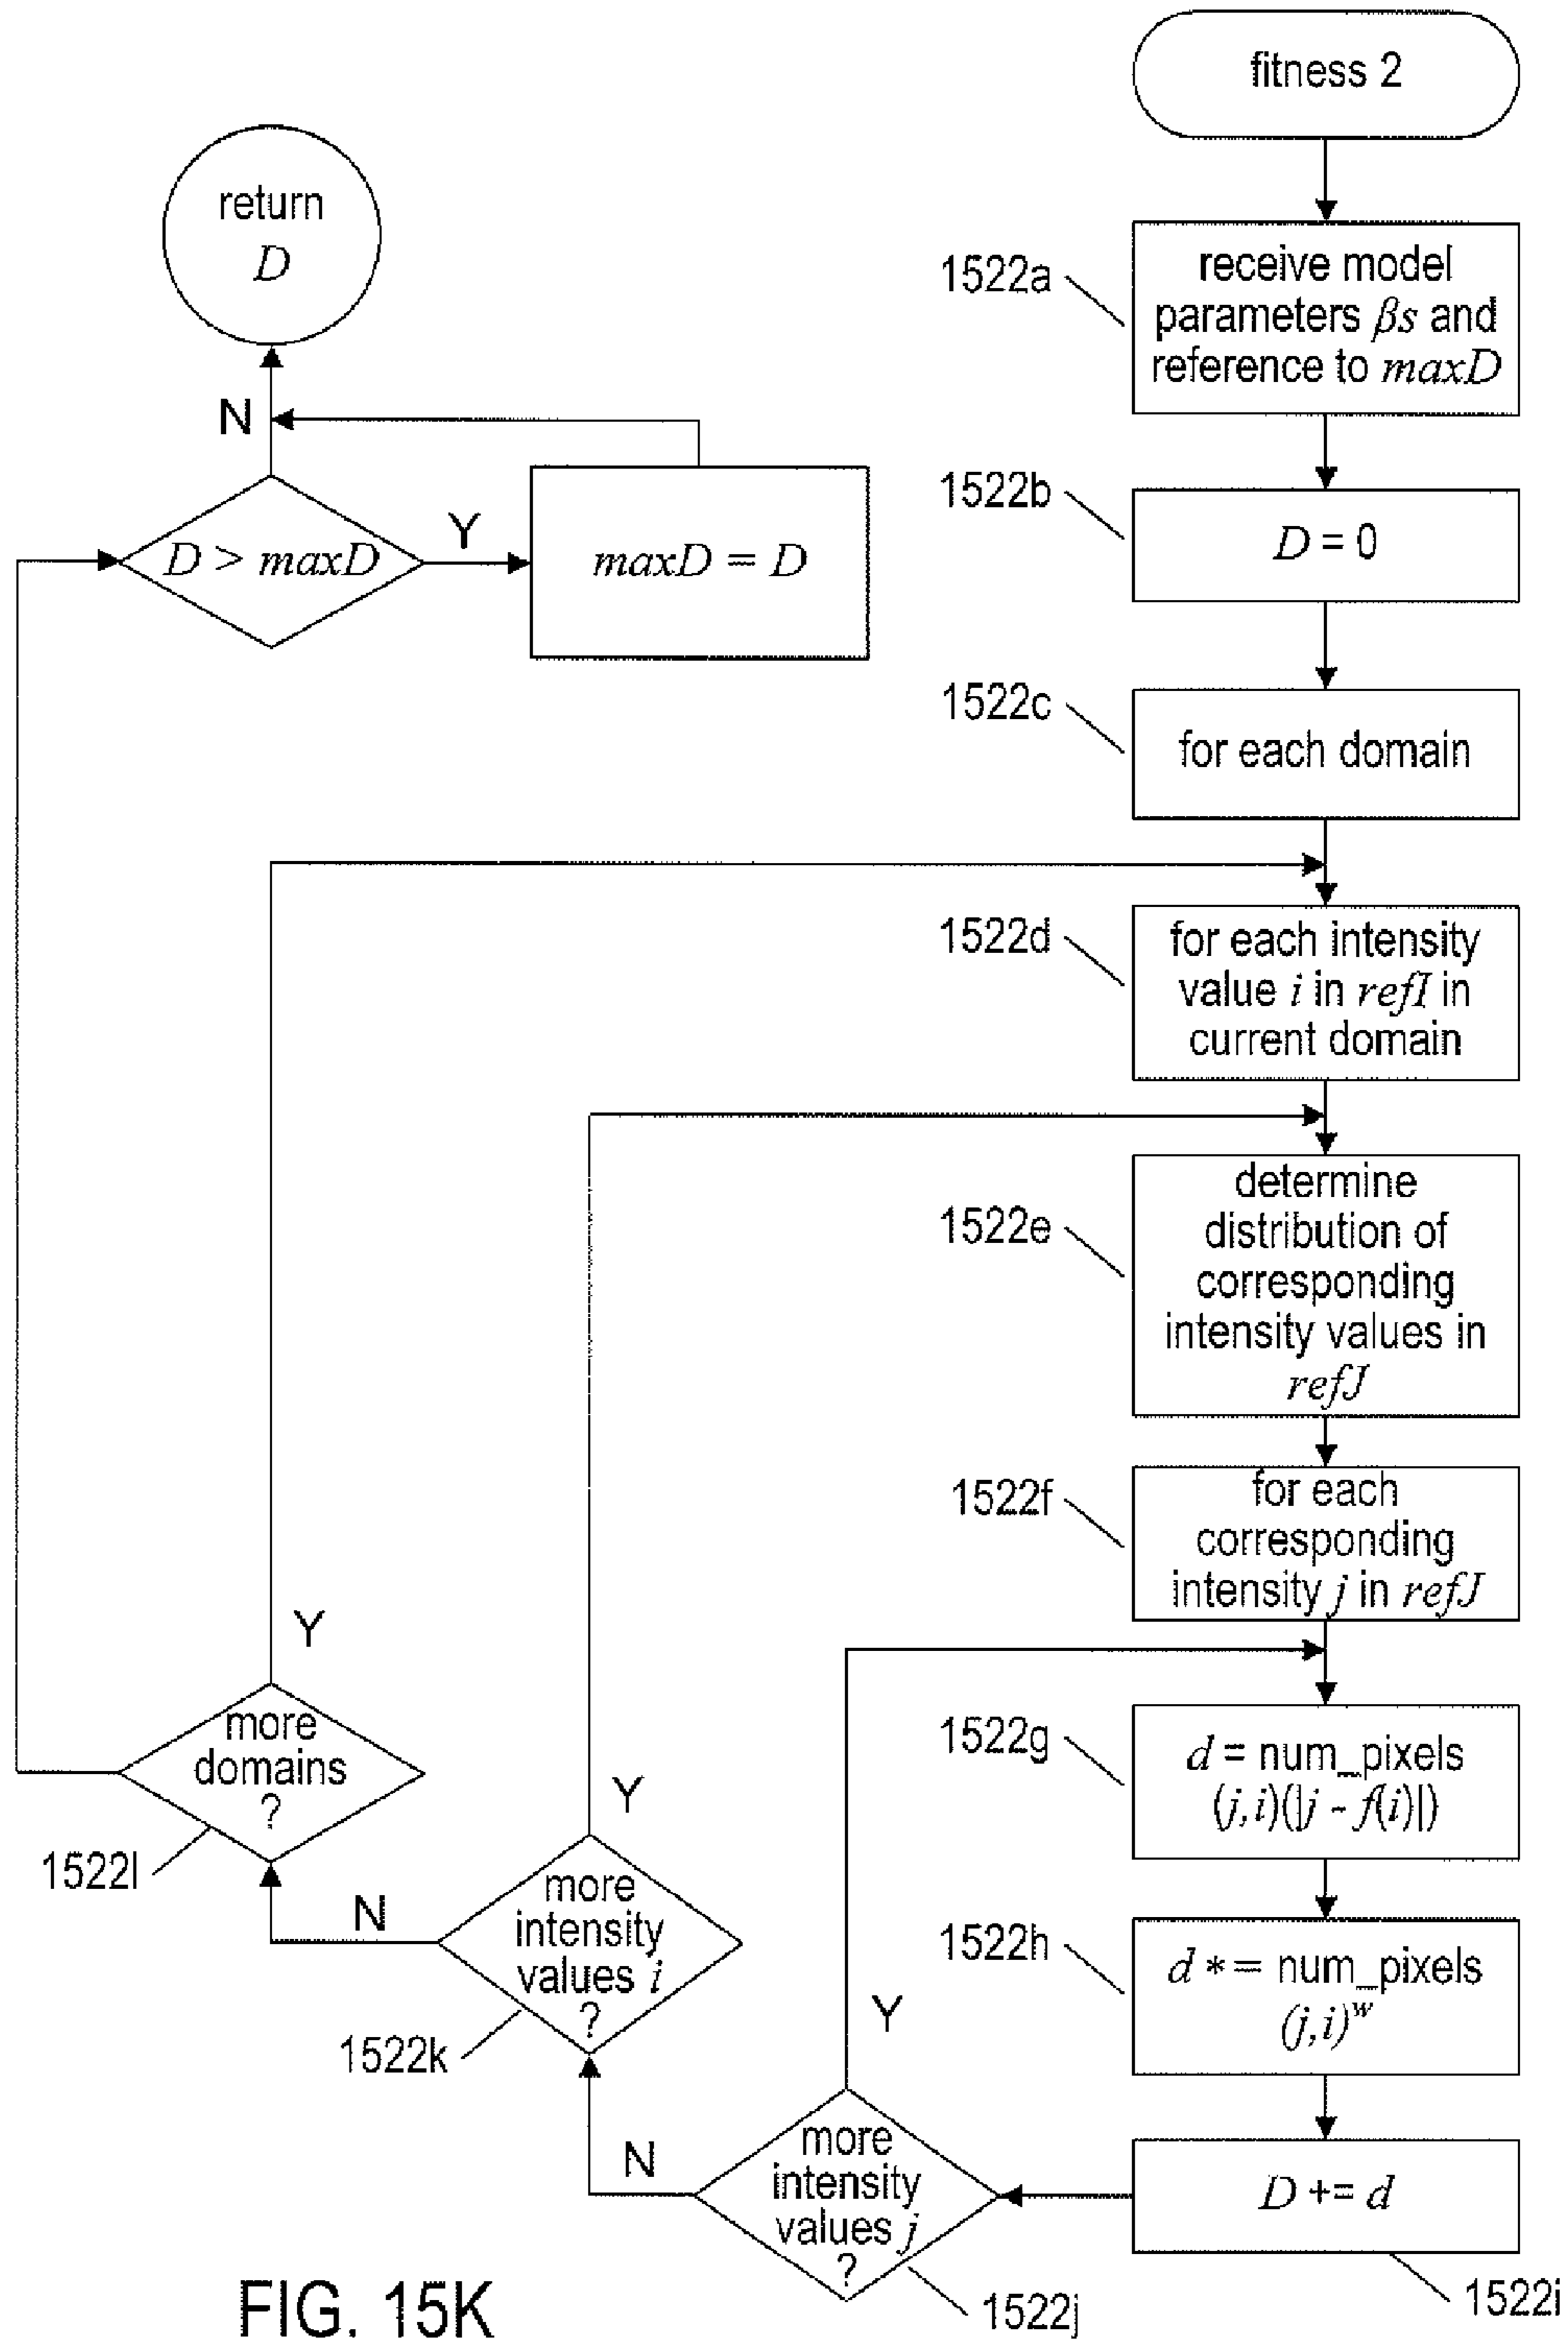 fitness 2
return
D
1522a
receive model
parameters βs and
reference to maxD
N
1522b
D = 0
D > maxD
Y
maxD = D
1522c
for each domain
1522d
for each intensity
value i in refI in
current domain
1522e
determine
distribution of
corresponding
intensity values in
refJ
1522f
for each
corresponding
intensity j in refJ
Y
more
domains
?
1522l
1522g
d = num_pixels
(j,i)(|j - f(i)|)
Y
N
more
intensity
values i
?
1522k
1522h
d *= num_pixels
(j,i)^w
Y
N
more
intensity
values j
?
1522j
D += d
1522i
FIG. 15K